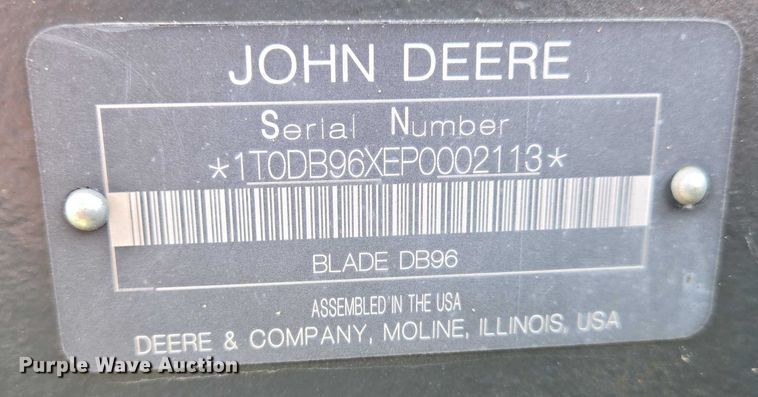 JOHN DEERE
Serial Number
*1T0DB96XEP0002113*
BLADE DB96
ASSEMBLED IN THE USA
DEERE & COMPANY, MOLINE, ILLINOIS, USA
Purple Wave Auction